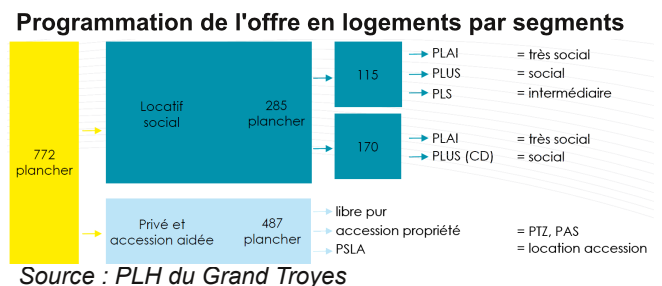 Programmation de l'offre en logements par segments
772
plancher
Locatif
social
285
plancher
115
PLAI = très social
PLUS = social
PLS = intermédiaire
170
PLAI = très social
PLUS (CD) = social
Privé et
accession aidée
487
plancher
libre pur
accession propriété = PTZ, PAS
PSLA = location accession
Source : PLH du Grand Troyes